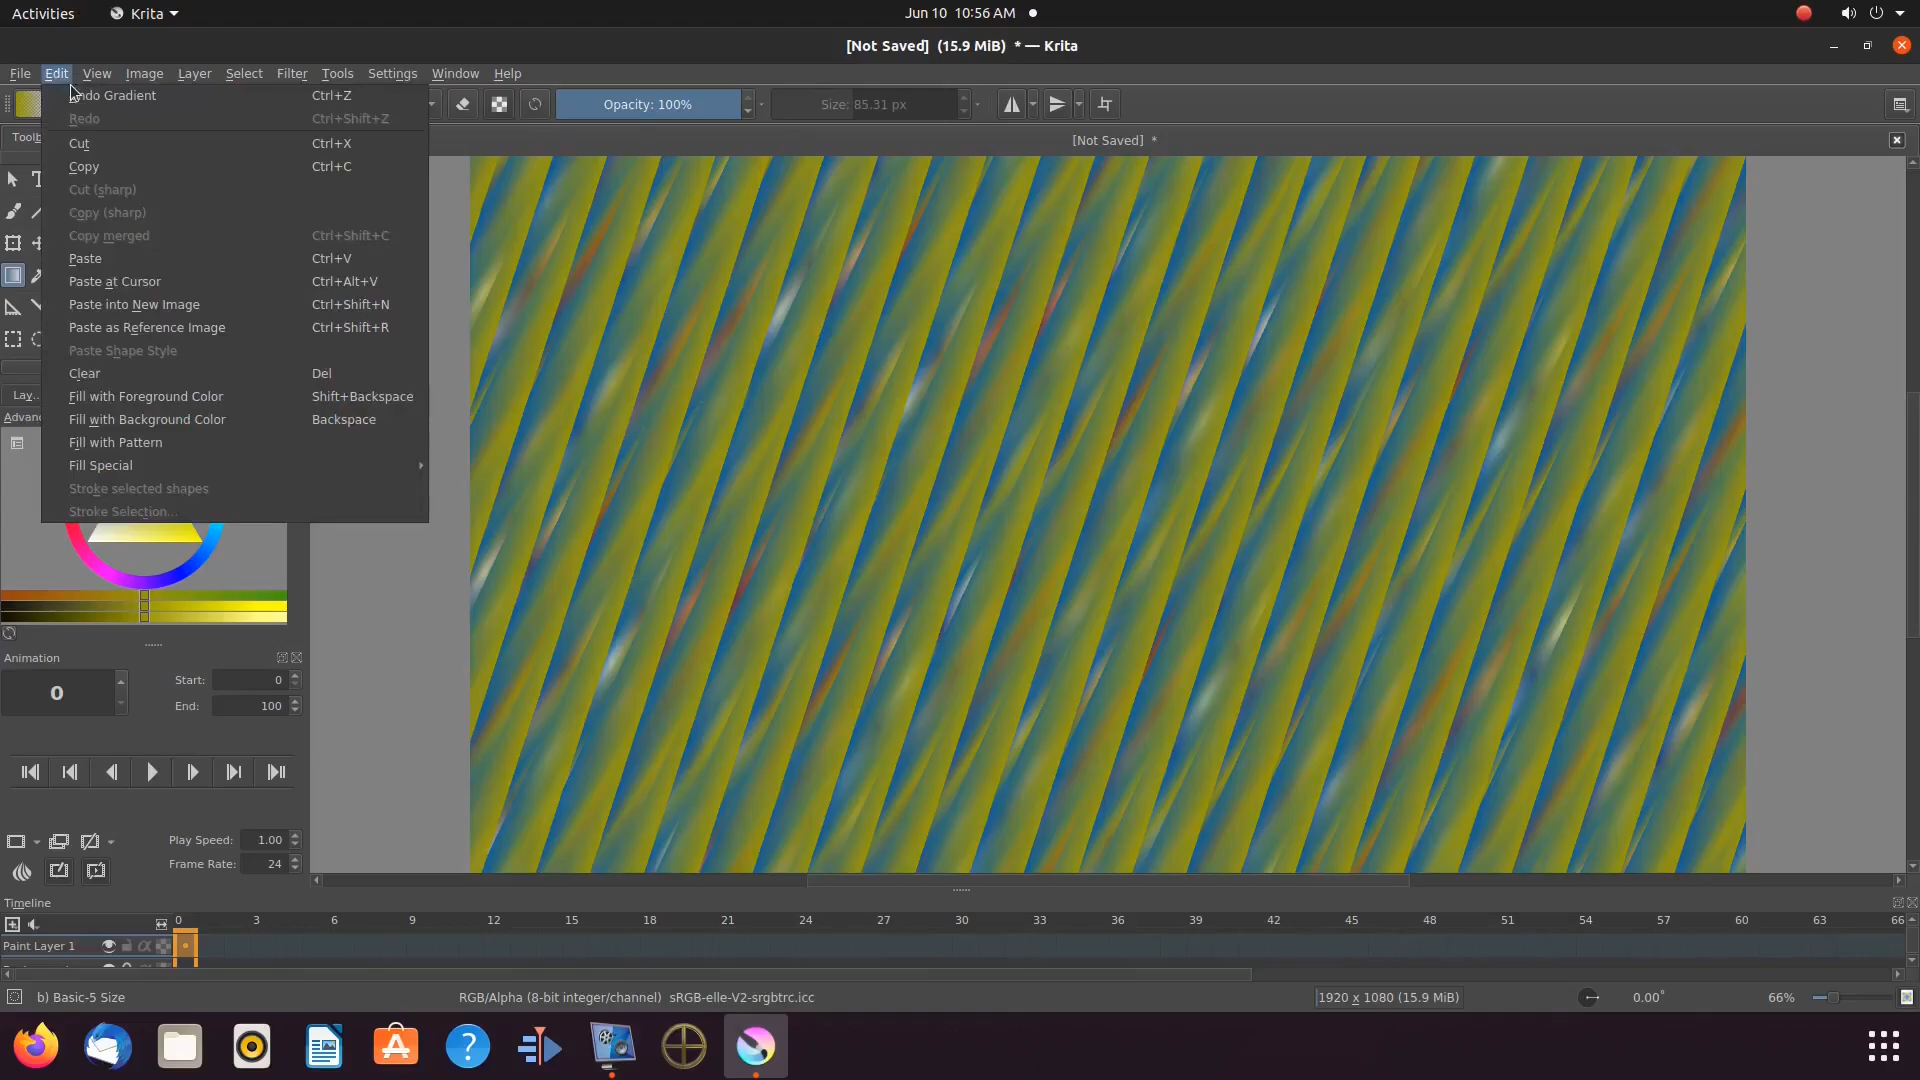 Activities
Krita
Jun 10 10:56 AM
[Not Saved] (15.9 MiB) * — Krita
File Edit View Image Layer Select Filter Tools Settings Window Help
Undo Gradient Ctrl+Z
Redo Ctrl+Shift+Z
Cut Ctrl+X
Copy Ctrl+C
Cut (sharp)
Copy (sharp)
Copy merged Ctrl+Shift+C
Paste Ctrl+V
Paste at Cursor Ctrl+Alt+V
Paste into New Image Ctrl+Shift+N
Paste as Reference Image Ctrl+Shift+R
Paste Shape Style
Clear Del
Fill with Foreground Color Shift+Backspace
Fill with Background Color Backspace
Fill with Pattern
Fill Special
Stroke selected shapes
Stroke Selection...
Opacity: 100%
Size: 85.31 px
[Not Saved] *
Lay...
Animation
0
Start: 0
End: 100
Play Speed: 1.00
Frame Rate: 24
Timeline
0 3 6 9 12 15 18 21 24 27 30 33 36 39 42 45 48 51 54 57 60 63 66
Paint Layer 1
b) Basic-5 Size
RGB/Alpha (8-bit integer/channel) sRGB-elle-V2-srgbtrc.icc
1920 x 1080 (15.9 MiB)
0.00°
66%